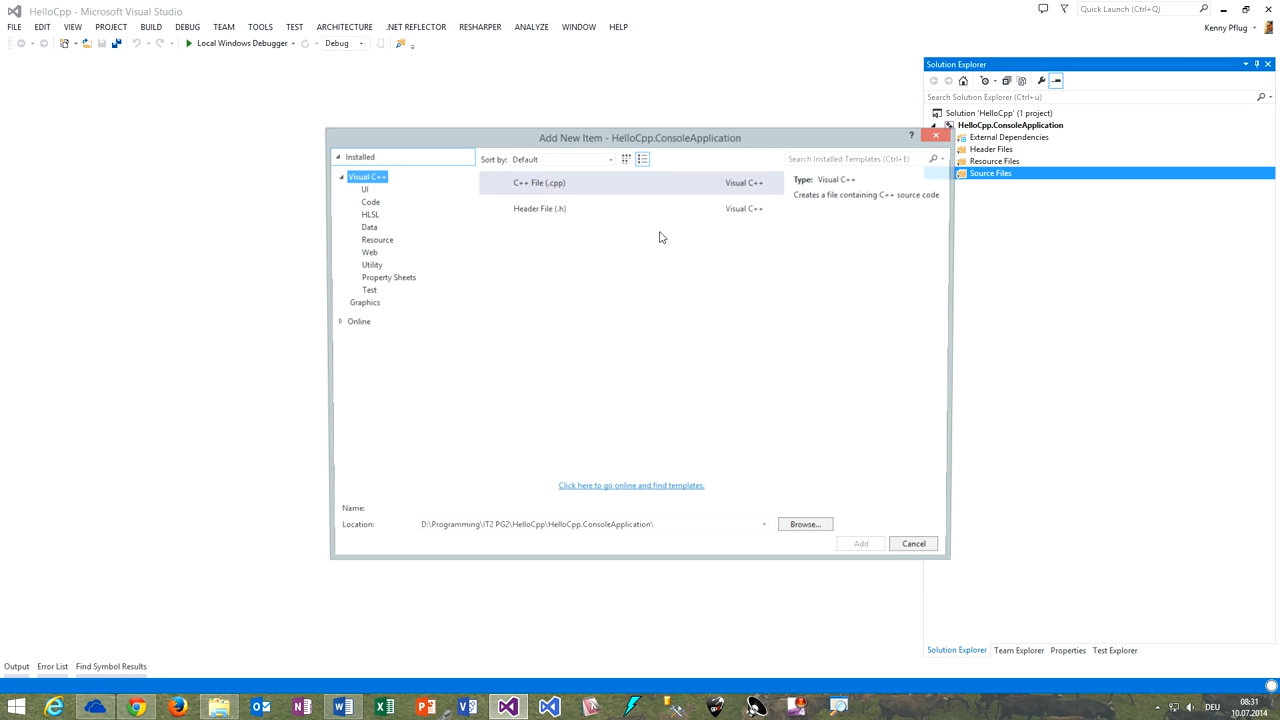 HelloCpp - Microsoft Visual Studio
Quick Launch (Ctrl+Q)
FILE EDIT VIEW PROJECT BUILD DEBUG TEAM TOOLS TEST ARCHITECTURE .NET REFLECTOR RESHARPER ANALYZE WINDOW HELP
Kenny Pflug
Local Windows Debugger
Debug
Solution Explorer
Search Solution Explorer (Ctrl+ü)
Solution 'HelloCpp' (1 project)
HelloCpp.ConsoleApplication
External Dependencies
Header Files
Resource Files
Source Files
Add New Item - HelloCpp.ConsoleApplication
?
Installed
Sort by: Default
Search Installed Templates (Ctrl+E)
Visual C++
UI
Code
HLSL
Data
Resource
Web
Utility
Property Sheets
Test
Graphics
Online
C++ File (.cpp) Visual C++
Header File (.h) Visual C++
Type: Visual C++
Creates a file containing C++ source code
Click here to go online and find templates.
Name:
Location: D:\Programming\IT2 PG2\HelloCpp\HelloCpp.ConsoleApplication\
Browse...
Add Cancel
Solution Explorer Team Explorer Properties Test Explorer
Output Error List Find Symbol Results
DEU
08:31
10.07.2014